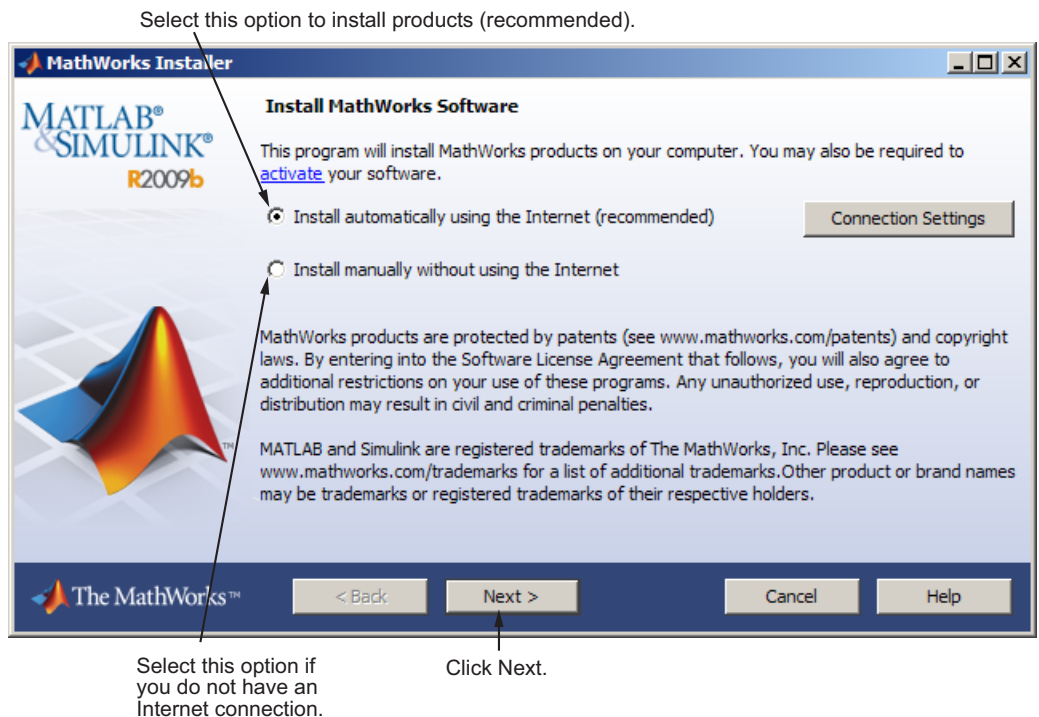 Select this option to install products (recommended).
MathWorks Installer
MATLAB®
&SIMULINK®
R2009b
Install MathWorks Software
This program will install MathWorks products on your computer. You may also be required to
activate your software.
Install automatically using the Internet (recommended)
Connection Settings
Install manually without using the Internet
MathWorks products are protected by patents (see www.mathworks.com/patents) and copyright
laws. By entering into the Software License Agreement that follows, you will also agree to
additional restrictions on your use of these programs. Any unauthorized use, reproduction, or
distribution may result in civil and criminal penalties.
TM
MATLAB and Simulink are registered trademarks of The MathWorks, Inc. Please see
www.mathworks.com/trademarks for a list of additional trademarks.Other product or brand names
may be trademarks or registered trademarks of their respective holders.
The MathWorks™
< Back
Next >
Cancel
Help
Select this option if
you do not have an
Internet connection.
Click Next.